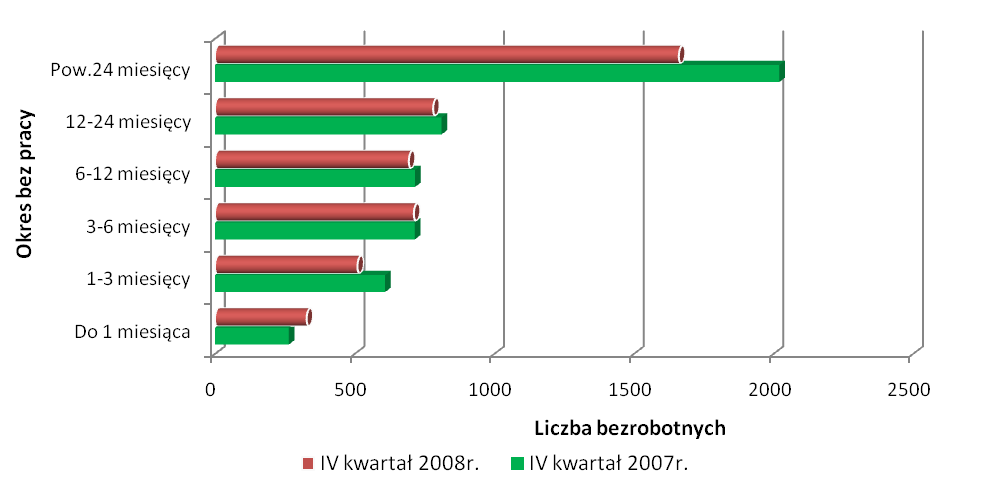 Okres bez pracy
Pow.24 miesięcy
12-24 miesięcy
6-12 miesięcy
3-6 miesięcy
1-3 miesięcy
Do 1 miesiąca
0 500 1000 1500 2000 2500
Liczba bezrobotnych
IV kwartał 2008r. IV kwartał 2007r.